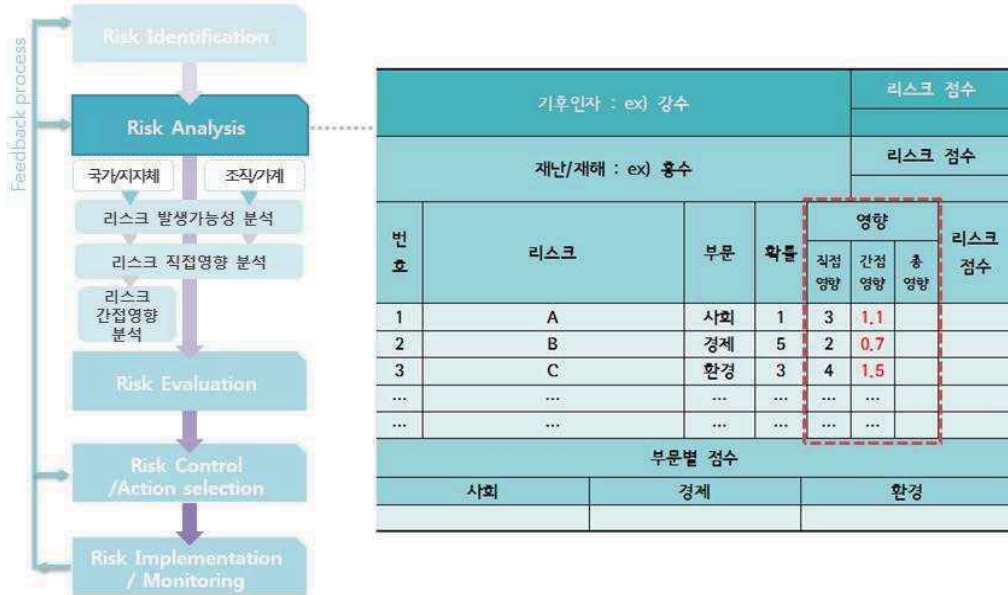 Feedback process
Risk Identification
Risk Analysis
국가/지자체 조직/가계
리스크 발생가능성 분석
리스크 직접영향 분석
리스크
간접영향
분석
Risk Evaluation
Risk Control
/Action selection
Risk Implementation
/ Monitoring
기후인자 : ex) 강수 리스크 점수
재난/재해 : ex) 홍수 리스크 점수
번호 리스크 부문 확률 영향 리스크 점수
직접영향 간접영향 총영향
1 A 사회 1 3 1.1
2 B 경제 5 2 0.7
3 C 환경 3 4 1.5
... ... ... ... ... ...
... ... ... ... ... ...
부문별 점수
사회 경제 환경